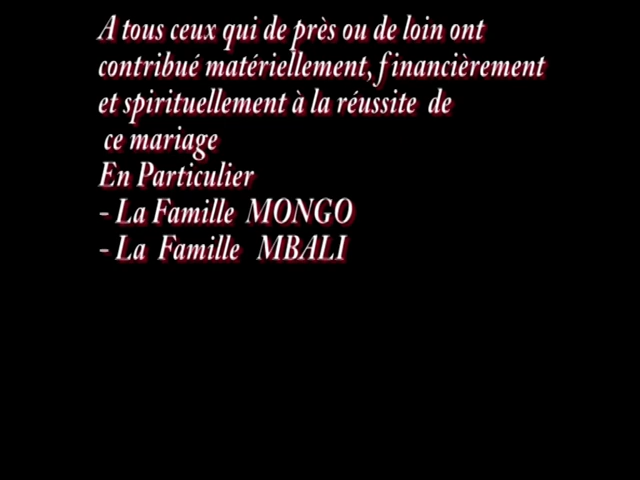 A tous ceux qui de près ou de loin ont
contribué matériellement, financièrement
et spirituellement à la réussite de
ce mariage
En Particulier
- La Famille MONGO
- La Famille MBALI